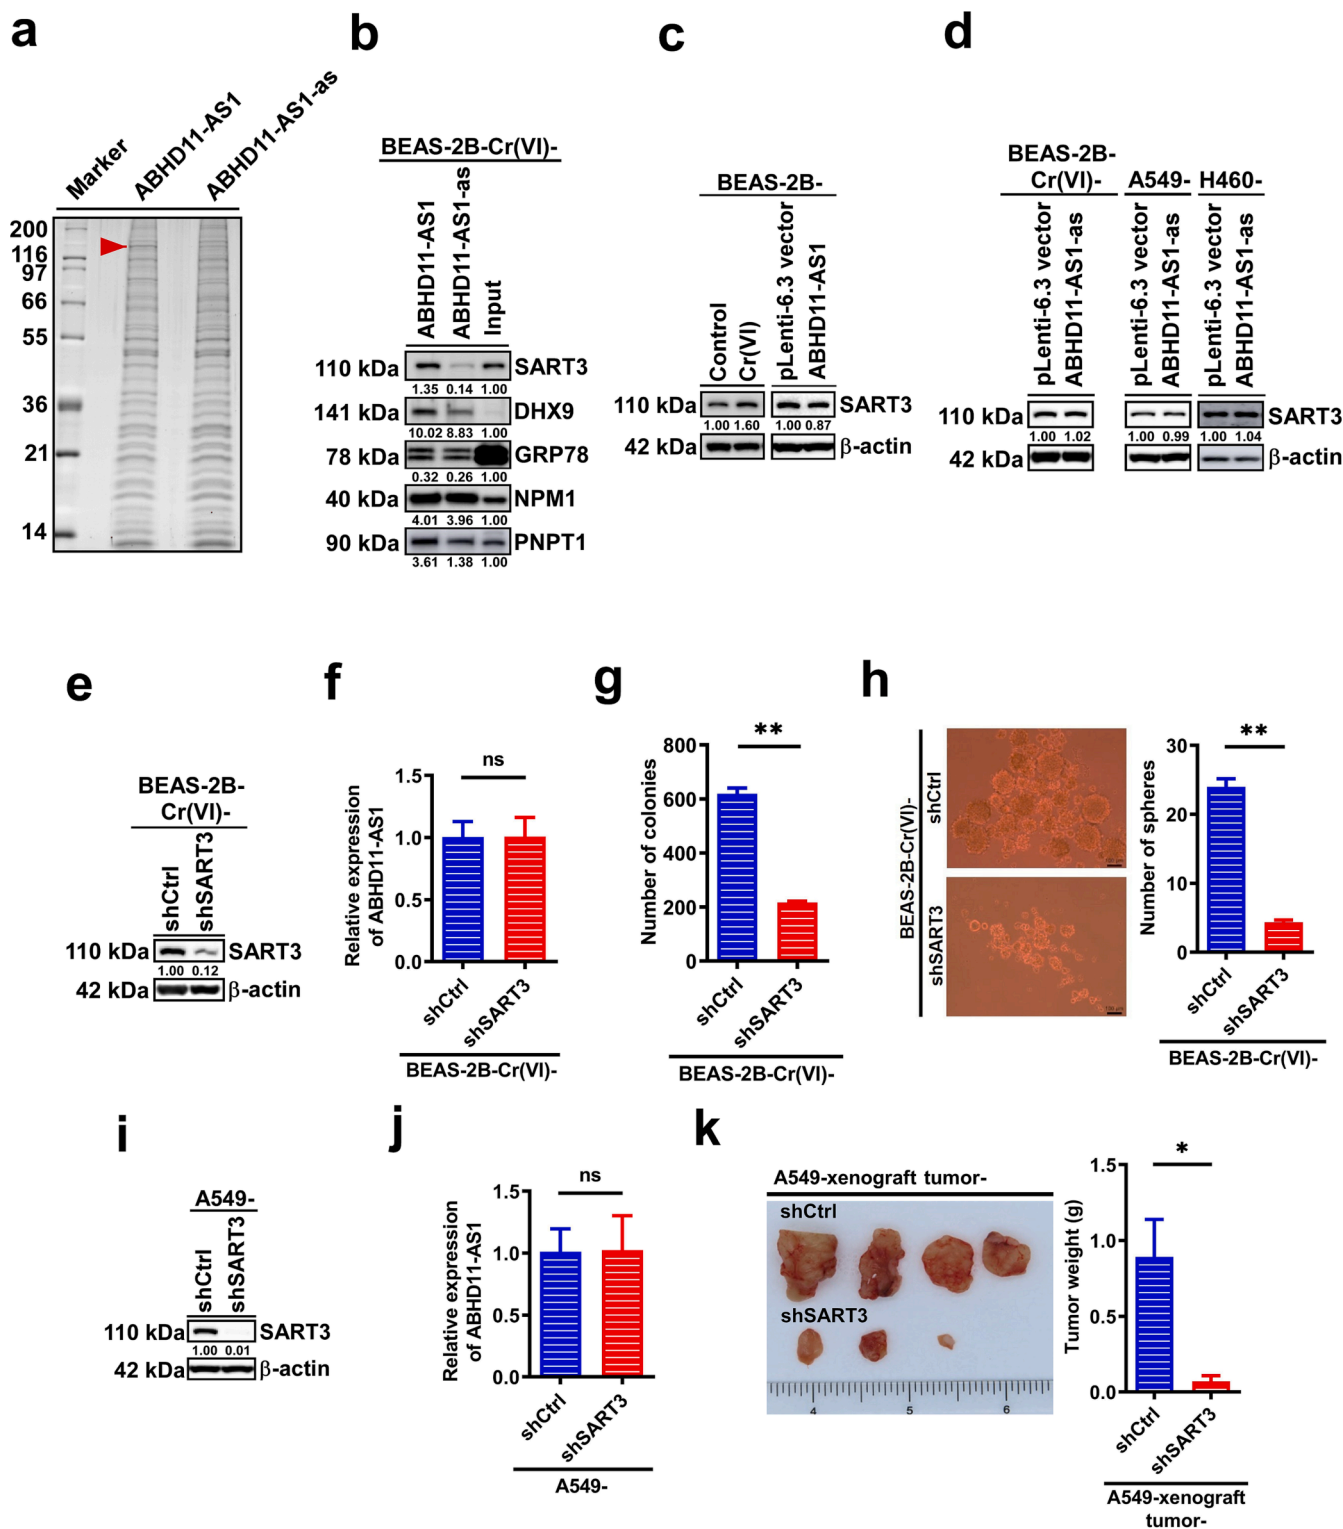 a
Marker
ABHD11-AS1
ABHD11-AS1-as
200
116
97
66
55
36
21
14
b
BEAS-2B-Cr(VI)-
ABHD11-AS1
ABHD11-AS1-as
Input
110 kDa SART3
1.35 0.14 1.00
141 kDa DHX9
10.02 8.83 1.00
78 kDa GRP78
0.32 0.26 1.00
40 kDa NPM1
4.01 3.96 1.00
90 kDa PNPT1
3.61 1.38 1.00
c
BEAS-2B-
Control
Cr(VI)
pLenti-6.3 vector
ABHD11-AS1
110 kDa SART3
1.00 1.60 1.00 0.87
42 kDa β-actin
d
BEAS-2B-
Cr(VI)- A549- H460-
pLenti-6.3 vector
ABHD11-AS1-as
pLenti-6.3 vector
ABHD11-AS1-as
pLenti-6.3 vector
ABHD11-AS1-as
110 kDa SART3
1.00 1.02 1.00 0.99 1.00 1.04
42 kDa β-actin
e
BEAS-2B-
Cr(VI)-
shCtrl
shSART3
110 kDa SART3
1.00 0.12
42 kDa β-actin
f
Relative expression
of ABHD11-AS1
ns
1.5
1.0
0.5
0.0
shCtrl
shSART3
BEAS-2B-Cr(VI)-
g
Number of colonies
**
800
600
400
200
0
shCtrl
shSART3
BEAS-2B-Cr(VI)-
h
BEAS-2B-Cr(VI)-
shCtrl
shSART3
Number of spheres
**
30
20
10
0
shCtrl
shSART3
BEAS-2B-Cr(VI)-
i
A549-
shCtrl
shSART3
110 kDa SART3
1.00 0.01
42 kDa β-actin
j
Relative expression
of ABHD11-AS1
ns
1.5
1.0
0.5
0.0
shCtrl
shSART3
A549-
k
A549-xenograft tumor-
shCtrl
shSART3
4 5 6
Tumor weight (g)
*
1.5
1.0
0.5
0.0
shCtrl
shSART3
A549-xenograft
tumor-